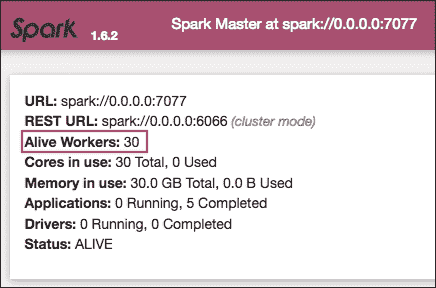 Spark 1.6.2 Spark Master at spark://0.0.0.0:7077
URL: spark://0.0.0.0:7077
REST URL: spark://0.0.0.0:6066 (cluster mode)
Alive Workers: 30
Cores in use: 30 Total, 0 Used
Memory in use: 30.0 GB Total, 0.0 B Used
Applications: 0 Running, 5 Completed
Drivers: 0 Running, 0 Completed
Status: ALIVE